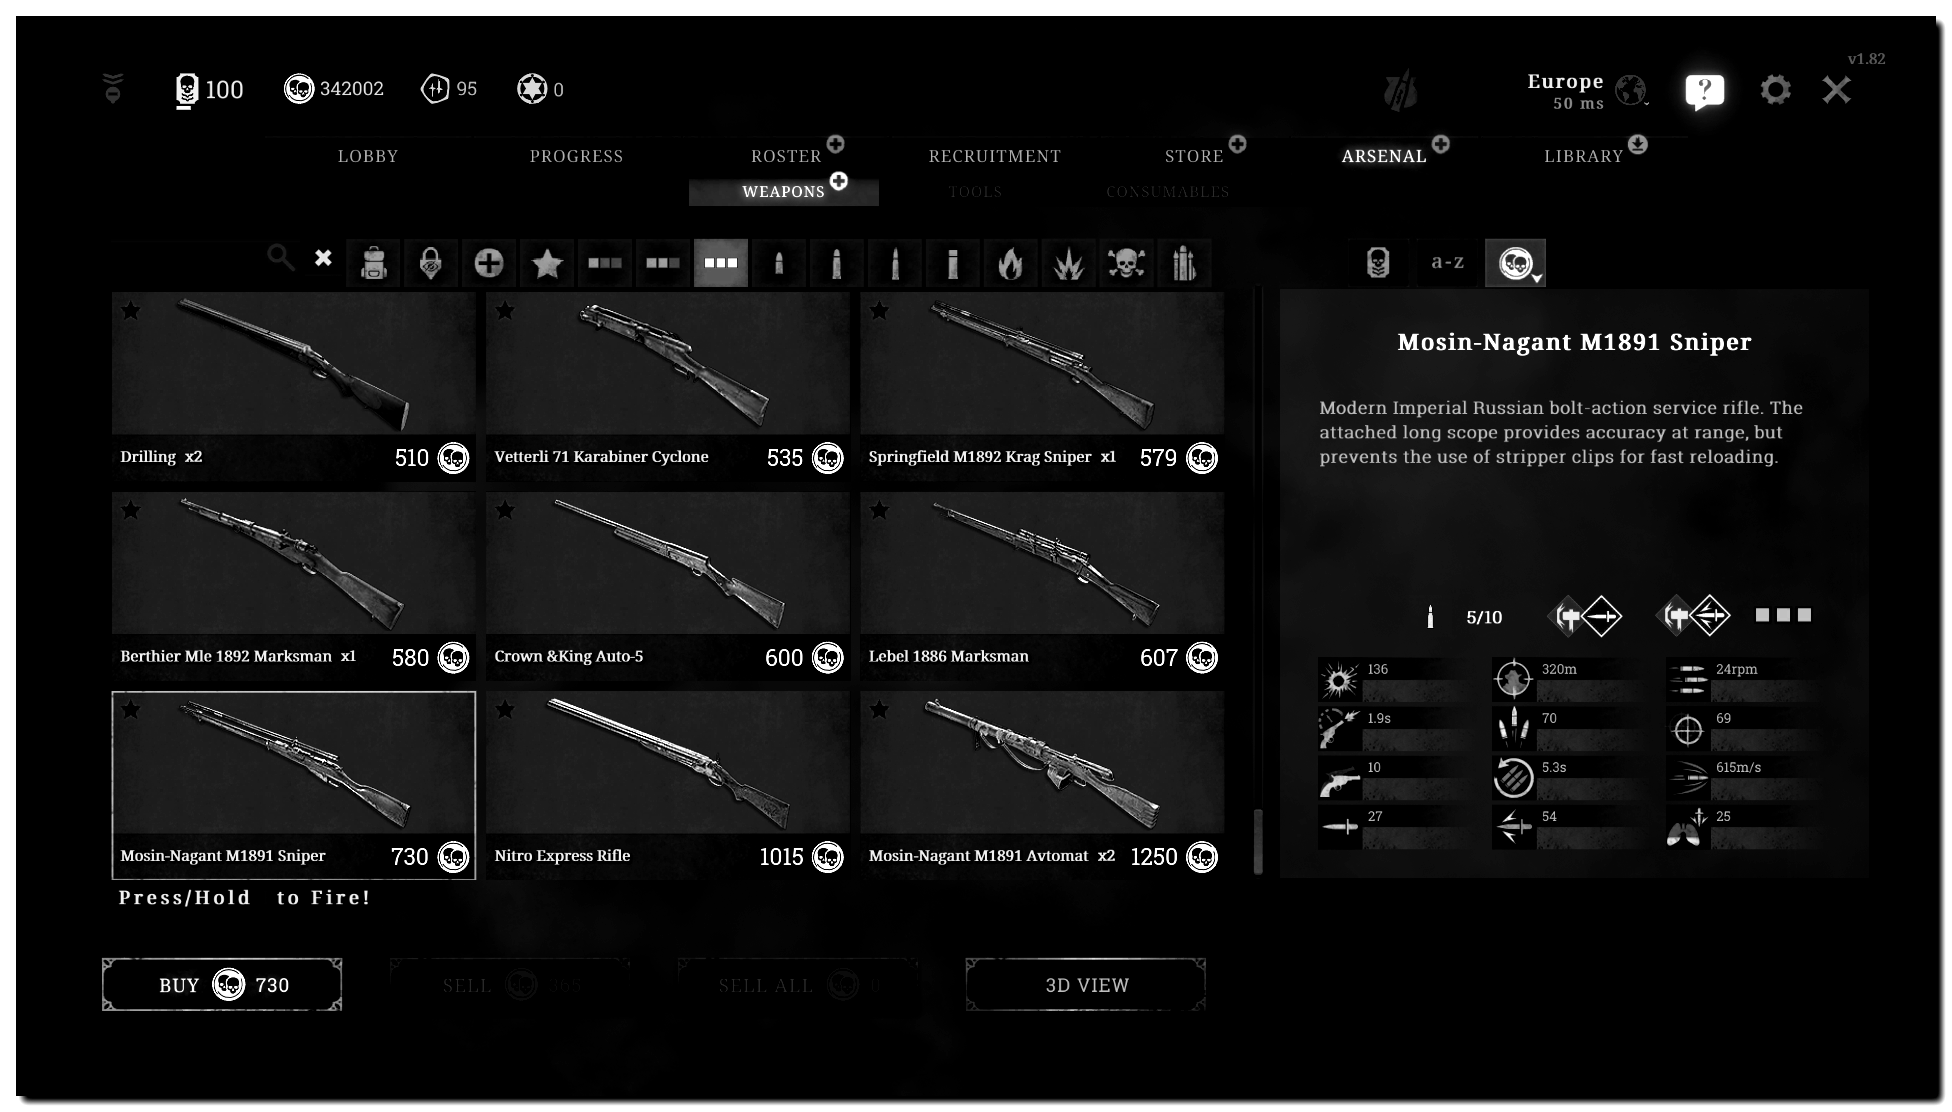 v1.82
100
342002
95
0
Europe
50 ms
?
LOBBY
PROGRESS
ROSTER
RECRUITMENT
STORE
ARSENAL
LIBRARY
WEAPONS
TOOLS
CONSUMABLES
a-z
Drilling x2 510
Vetterli 71 Karabiner Cyclone 535
Springfield M1892 Krag Sniper x1 579
Berthier Mle 1892 Marksman x1 580
Crown &King Auto-5 600
Lebel 1886 Marksman 607
Mosin-Nagant M1891 Sniper 730
Nitro Express Rifle 1015
Mosin-Nagant M1891 Avtomat x2 1250
Press/Hold to Fire!
BUY 730
SELL 365
SELL ALL 0
3D VIEW
Mosin-Nagant M1891 Sniper
Modern Imperial Russian bolt-action service rifle. The
attached long scope provides accuracy at range, but
prevents the use of stripper clips for fast reloading.
5/10
136
320m
24rpm
1.9s
70
69
10
5.3s
615m/s
27
54
25